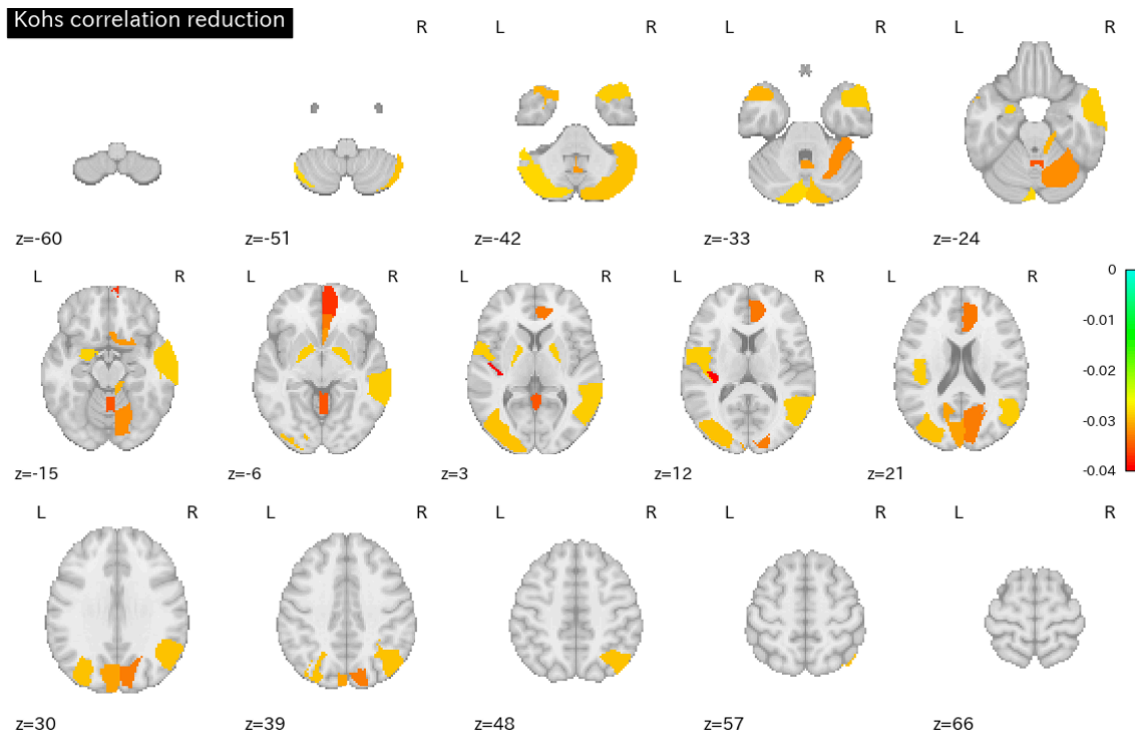 Kohs correlation reduction
R L R L R L R
z=-60 z=-51 z=-42 z=-33 z=-24
L R L R L R L R L R
0
-0.01
-0.02
-0.03
-0.04
z=-15 z=-6 z=3 z=12 z=21
L R L R L R L R L R
z=30 z=39 z=48 z=57 z=66